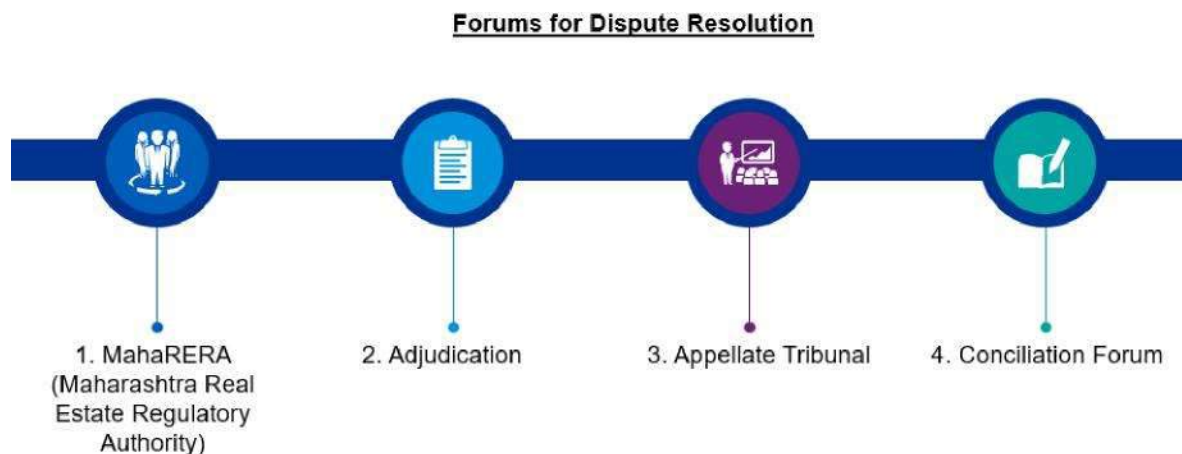 Forums for Dispute Resolution
1. MahaRERA
(Maharashtra Real
Estate Regulatory
Authority)
2. Adjudication
3. Appellate Tribunal
4. Conciliation Forum